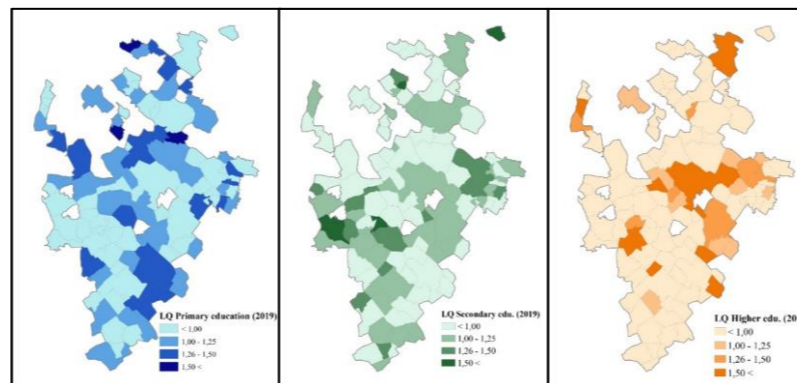 LQ Primary education (2019)
< 1,00
1,00 - 1,25
1,26 - 1,50
1,50 <
LQ Secondary edu. (2019)
< 1,00
1,00 - 1,25
1,26 - 1,50
1,50 <
LQ Higher edu. (20
< 1,00
1,00 - 1,25
1,26 - 1,50
1,50 <